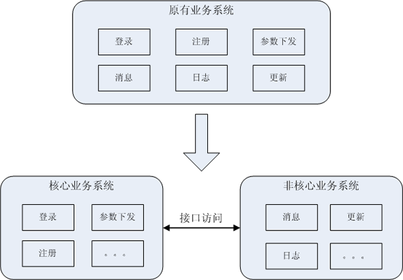 原有业务系统
登录 注册 参数下发
消息 日志 更新
核心业务系统 非核心业务系统
登录 参数下发 接口访问 消息 更新
注册 。。。 日志 。。。